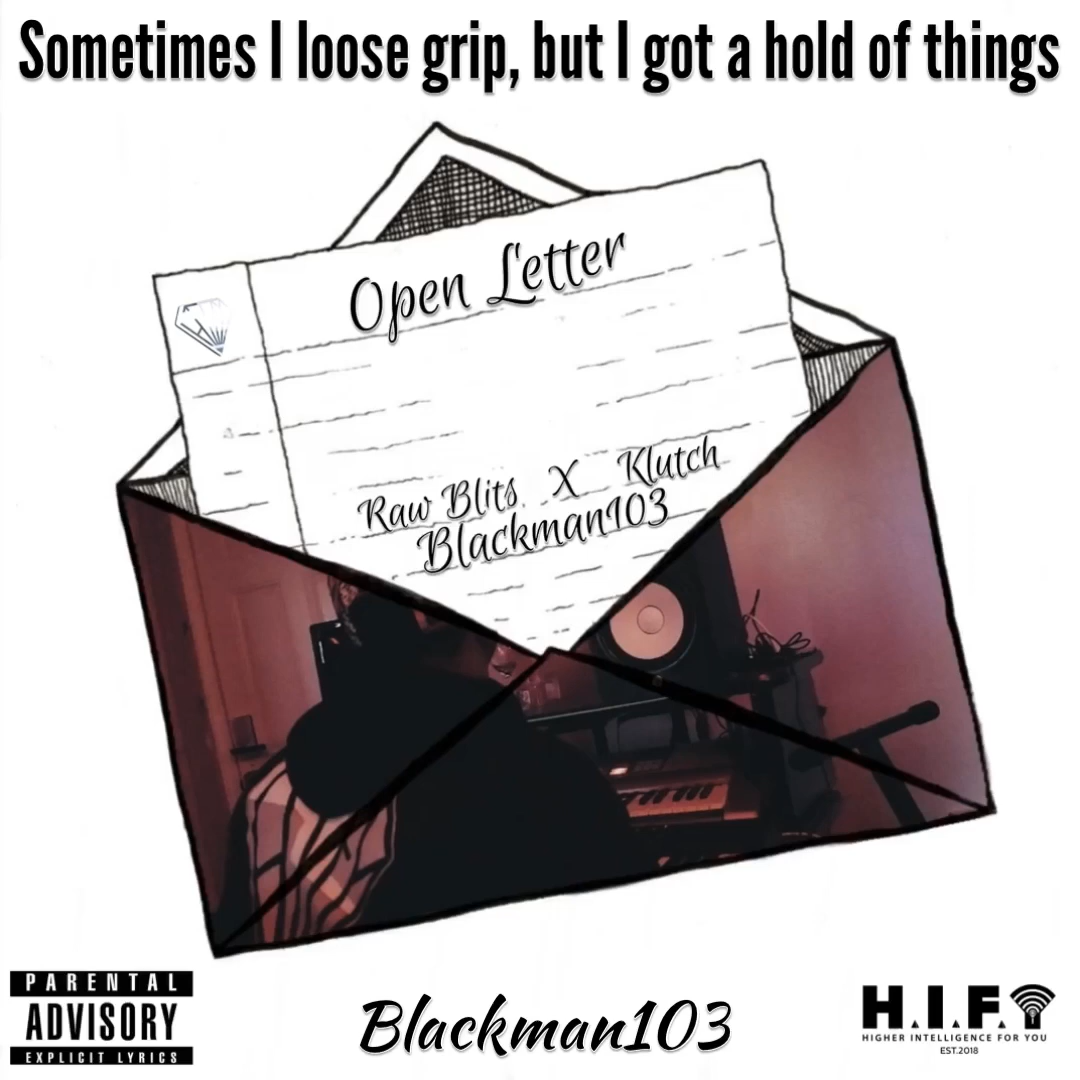 Sometimes I loose grip, but I got a hold of things
Open Letter
Raw Blits X Klutch
Blackman103
PARENTAL
ADVISORY
EXPLICIT LYRICS
Blackman103
H.I.F.Y
HIGHER INTELLIGENCE FOR YOU
EST.2018